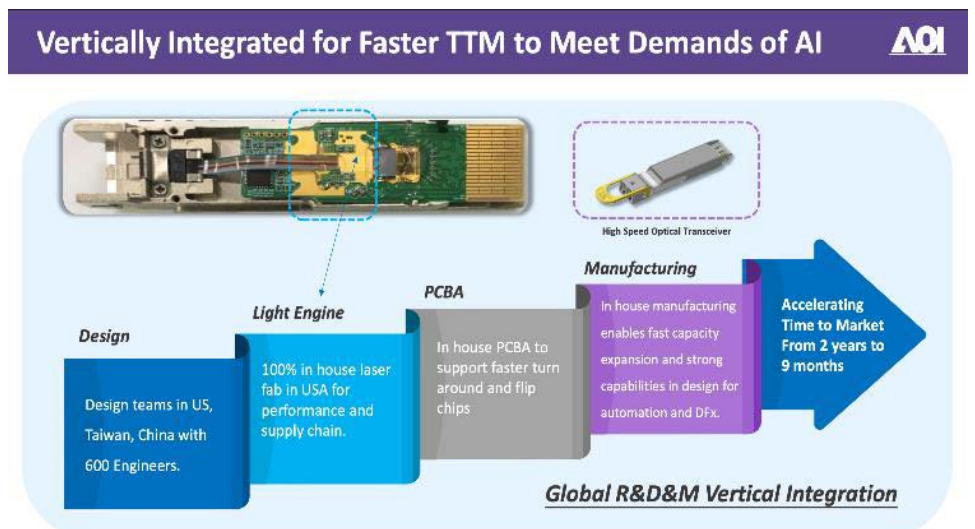 Vertically Integrated for Faster TTM to Meet Demands of AI
AOI
High Speed Optical Transceiver
Design
Design teams in US,
Taiwan, China with
600 Engineers.
Light Engine
100% in house laser
fab in USA for
performance and
supply chain.
PCBA
In house PCBA to
support faster turn
around and flip
chips
Manufacturing
In house manufacturing
enables fast capacity
expansion and strong
capabilities in design for
automation and DFx.
Accelerating
Time to Market
From 2 years to
9 months
Global R&D&M Vertical Integration